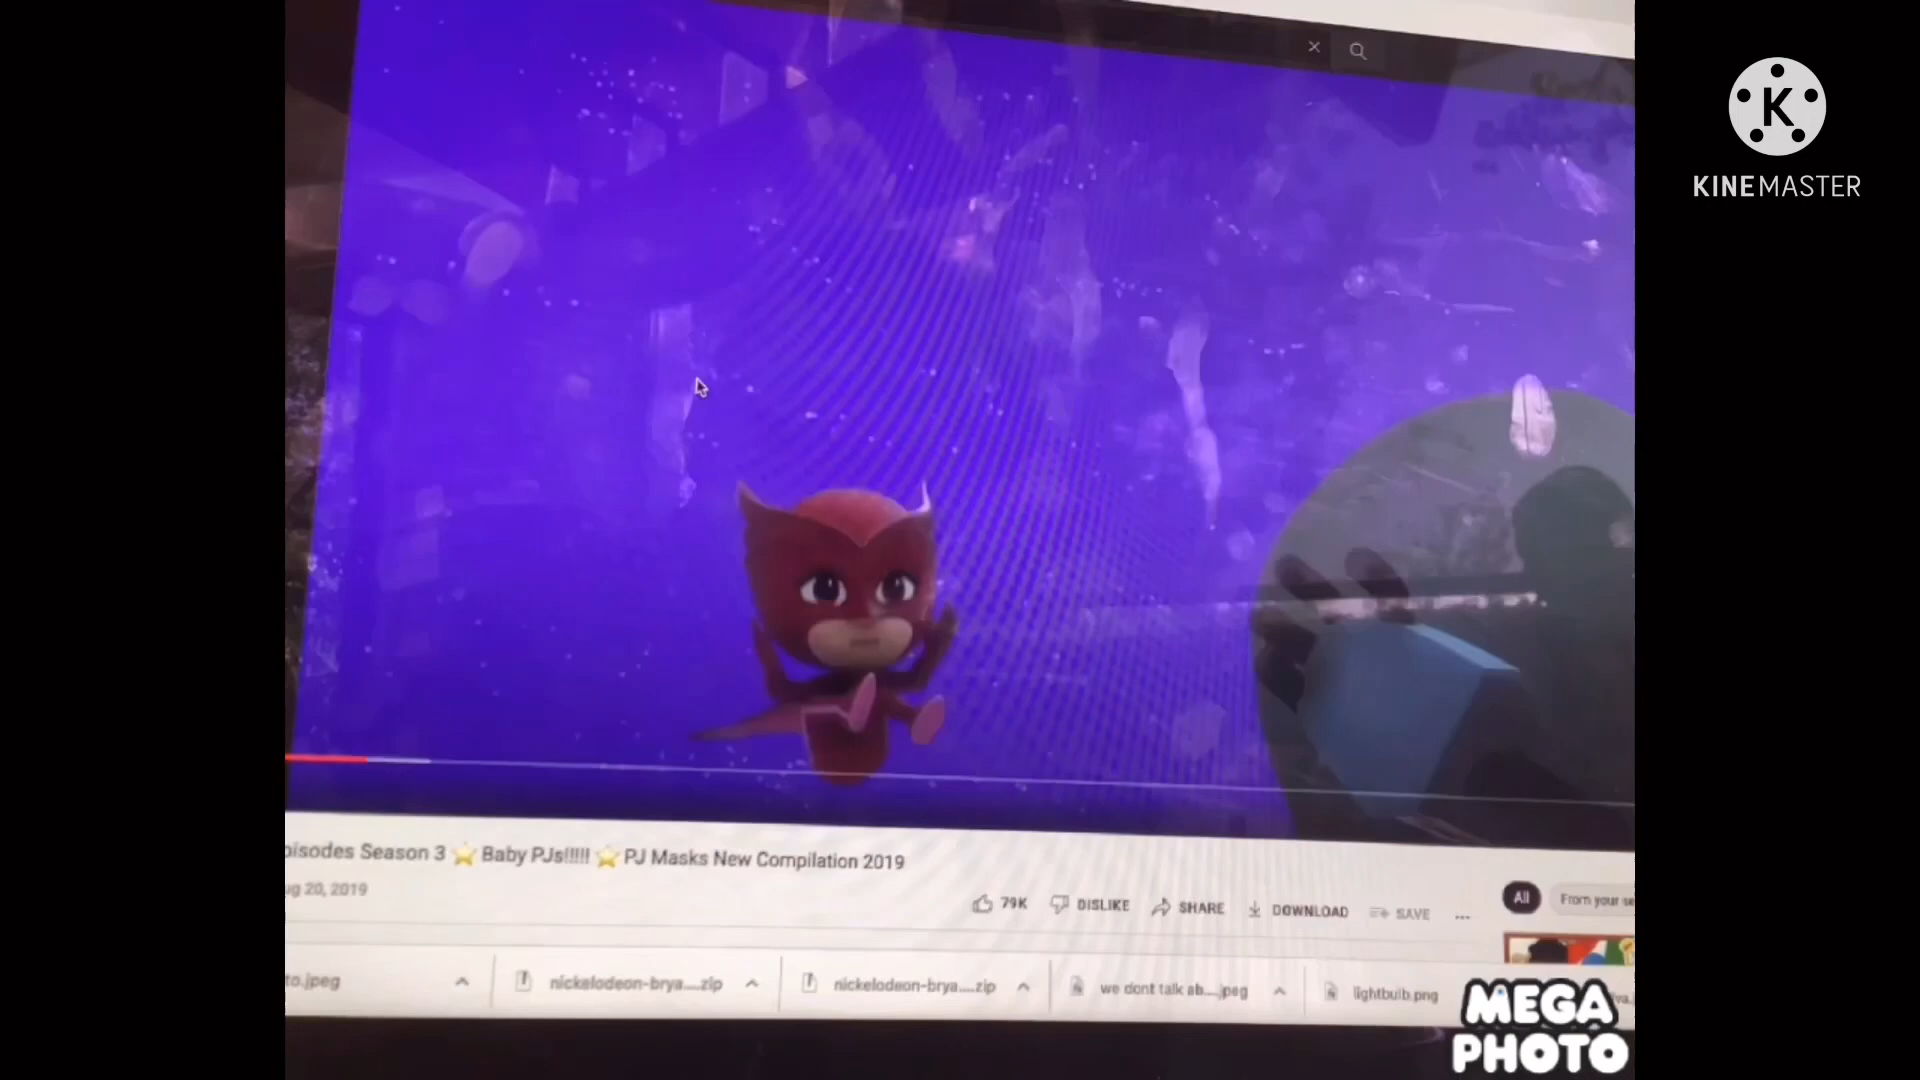 K
KINEMASTER
pisodes Season 3 ⭐ Baby PJs!!!!! ⭐ PJ Masks New Compilation 2019
ug 20, 2019
79K DISLIKE SHARE DOWNLOAD SAVE ...
All From your se
to.jpeg nickelodeon-brya....zip nickelodeon-brya....zip we dont talk ab....jpeg lightbulb.png
MEGA
PHOTO